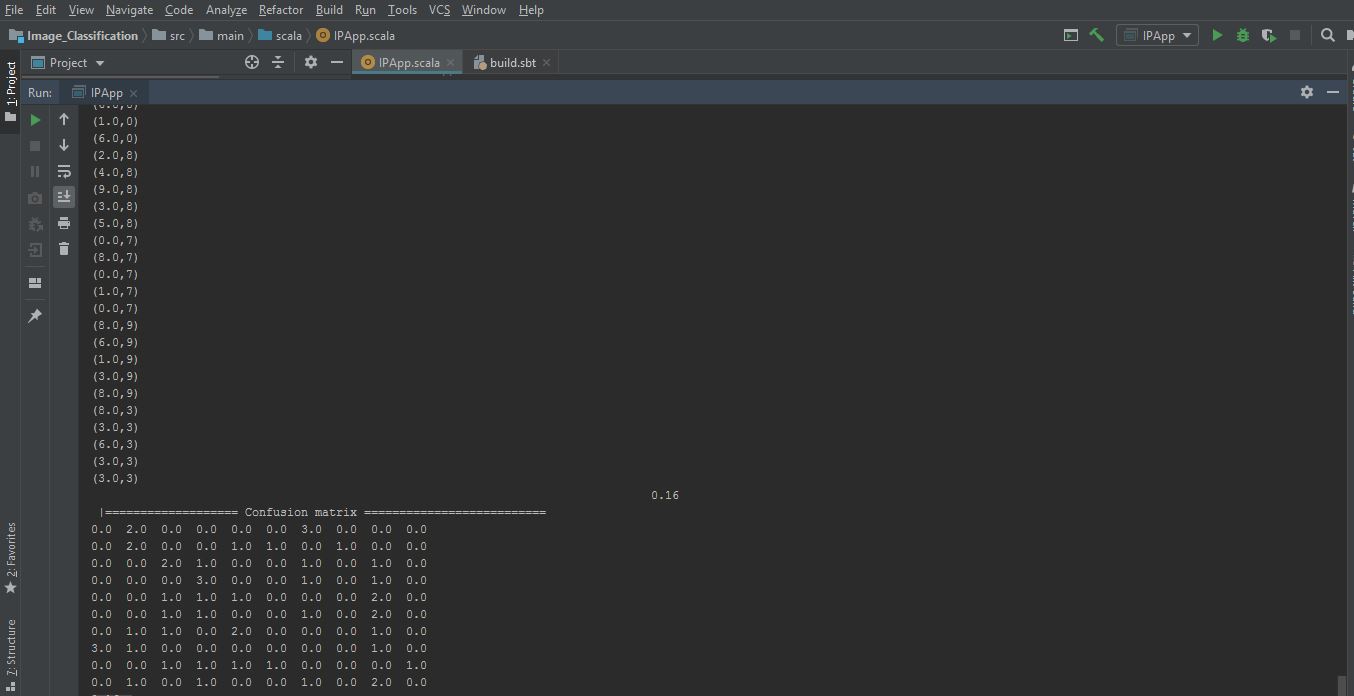 File Edit View Navigate Analyze Code Refactor Build Run Tools VCS Window Help
Image_Classification src main scala IPApp.scala IPApp
Project IPApp.scala build.sbt
1: Project
Run: IPApp
(1.0,0)
(6.0,0)
(2.0,8)
(4.0,8)
(9.0,8)
(3.0,8)
(5.0,8)
(0.0,7)
(8.0,7)
(0.0,7)
(1.0,7)
(0.0,7)
(8.0,9)
(6.0,9)
(1.0,9)
(3.0,9)
(8.0,9)
(8.0,3)
(3.0,3)
(6.0,3)
(3.0,3)
(3.0,3)
0.16
|=================== Confusion matrix ==========================
0.0 2.0 0.0 0.0 0.0 0.0 3.0 0.0 0.0 0.0
0.0 2.0 0.0 0.0 1.0 1.0 0.0 1.0 0.0 0.0
0.0 0.0 2.0 1.0 0.0 0.0 1.0 0.0 1.0 0.0
0.0 0.0 0.0 3.0 0.0 0.0 1.0 0.0 1.0 0.0
0.0 0.0 1.0 1.0 1.0 0.0 0.0 0.0 2.0 0.0
0.0 0.0 1.0 1.0 0.0 0.0 1.0 0.0 2.0 0.0
0.0 1.0 1.0 0.0 2.0 0.0 0.0 0.0 1.0 0.0
3.0 1.0 0.0 0.0 0.0 0.0 0.0 0.0 1.0 0.0
0.0 0.0 1.0 1.0 1.0 1.0 0.0 0.0 0.0 1.0
0.0 1.0 0.0 1.0 0.0 0.0 1.0 0.0 2.0 0.0
2: Favorites
7: Structure